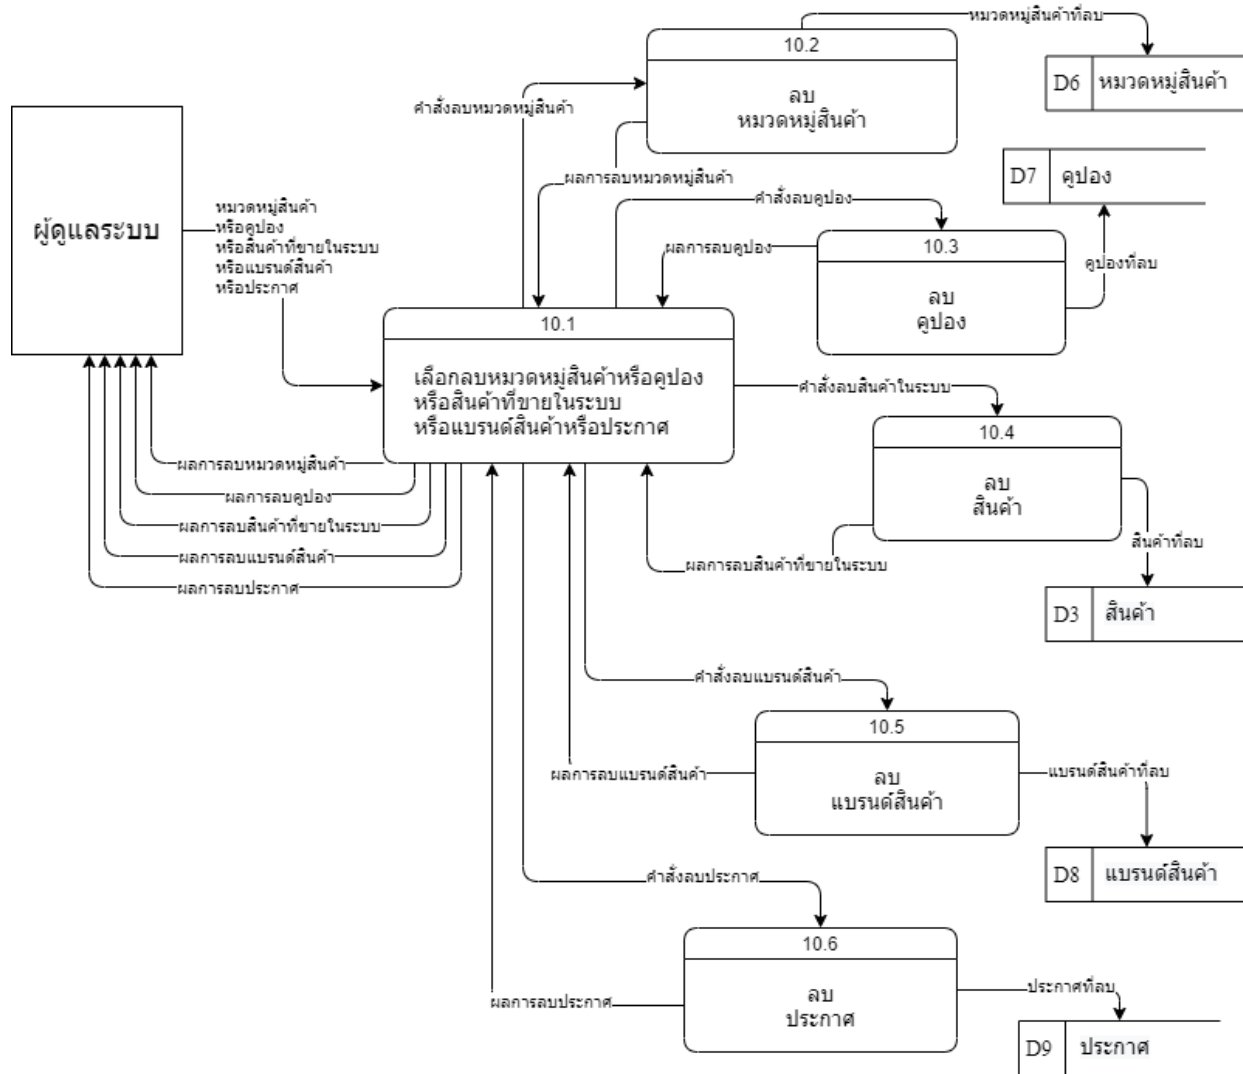 หมวดหมู่สินค้าที่ลบ
10.2
ลบ
หมวดหมู่สินค้า
D6
หมวดหมู่สินค้า
คำสั่งลบหมวดหมู่สินค้า
ผลการลบหมวดหมู่สินค้า
D7
คูปอง
คำสั่งลบคูปอง
ผู้ดูแลระบบ
หมวดหมู่สินค้า
หรือคูปอง
หรือสินค้าที่ขายในระบบ
หรือแบรนด์สินค้า
หรือประกาศ
ผลการลบคูปอง
10.3
ลบ
คูปอง
คูปองที่ลบ
10.1
เลือกลบหมวดหมู่สินค้าหรือคูปอง
หรือสินค้าที่ขายในระบบ
หรือแบรนด์สินค้าหรือประกาศ
คำสั่งลบสินค้าในระบบ
10.4
ลบ
สินค้า
สินค้าที่ลบ
ผลการลบหมวดหมู่สินค้า
ผลการลบคูปอง
ผลการลบสินค้าที่ขายในระบบ
ผลการลบแบรนด์สินค้า
ผลการลบประกาศ
ผลการลบสินค้าที่ขายในระบบ
D3
สินค้า
คำสั่งลบแบรนด์สินค้า
10.5
ลบ
แบรนด์สินค้า
ผลการลบแบรนด์สินค้า
แบรนด์สินค้าที่ลบ
D8
แบรนด์สินค้า
คำสั่งลบประกาศ
10.6
ลบ
ประกาศ
ผลการลบประกาศ
ประกาศที่ลบ
D9
ประกาศ